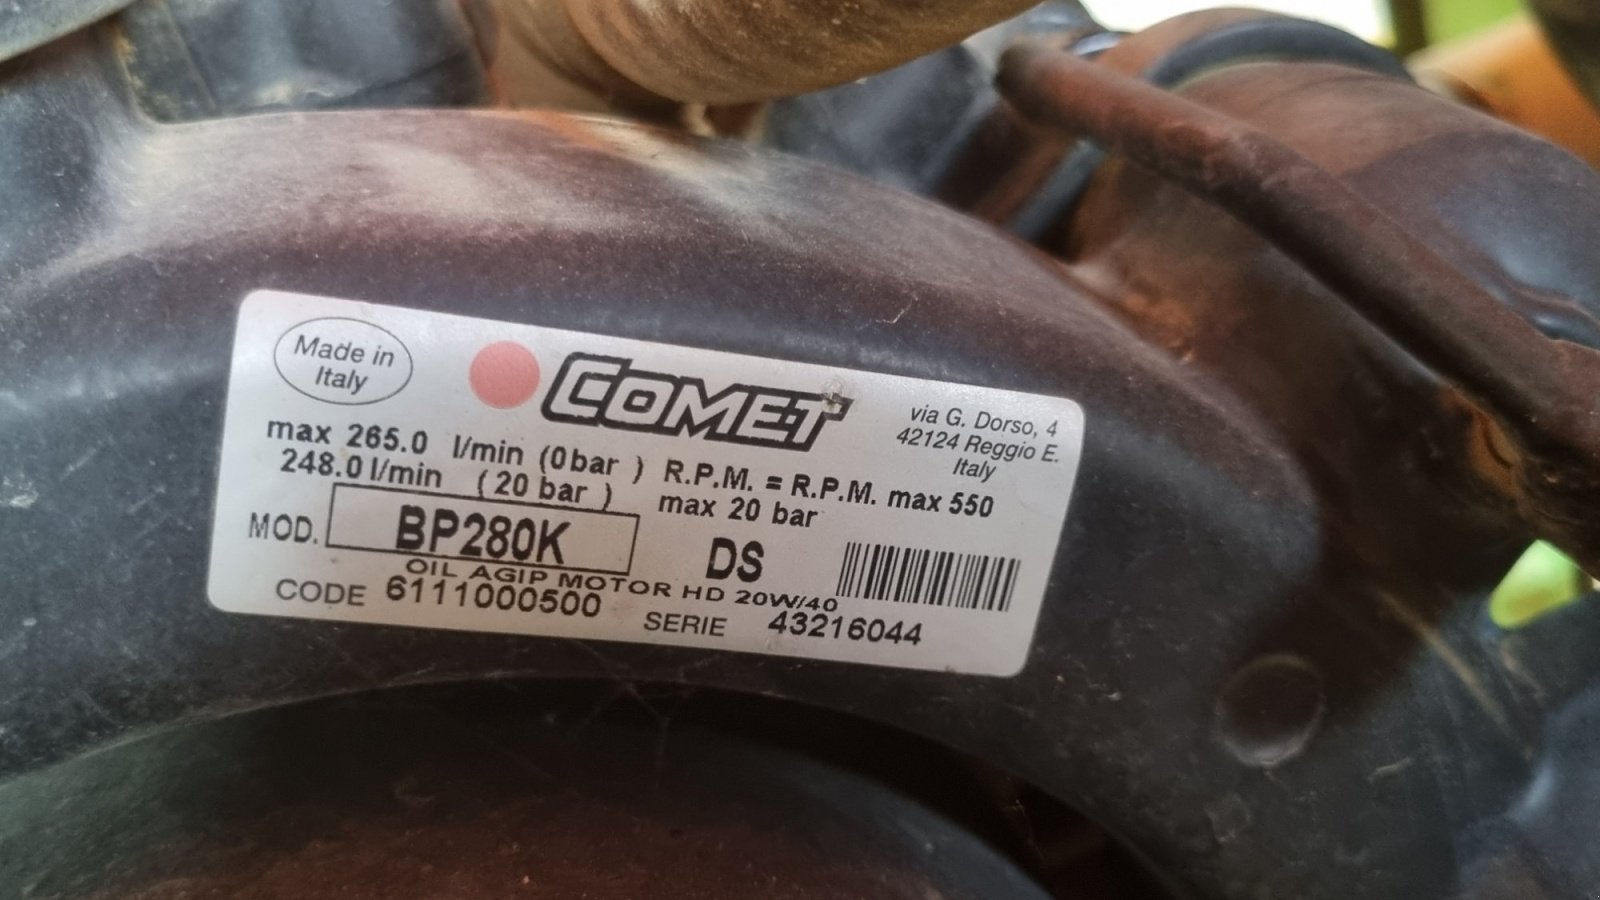 Made in
Italy
COMET
via G. Dorso, 4
42124 Reggio E.
Italy
max 265.0 l/min (0bar ) R.P.M. = R.P.M. max 550
248.0 l/min ( 20 bar ) max 20 bar
MOD. BP280K DS
OIL AGIP MOTOR HD 20W/40
CODE 6111000500 SERIE 43216044